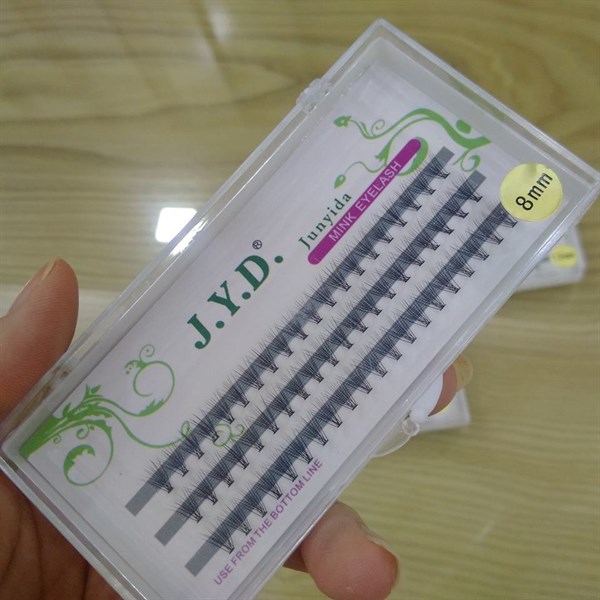 J.Y.D.®
Junyida
MINK EYELASH
8mm
USE FROM THE BOTTOM LINE